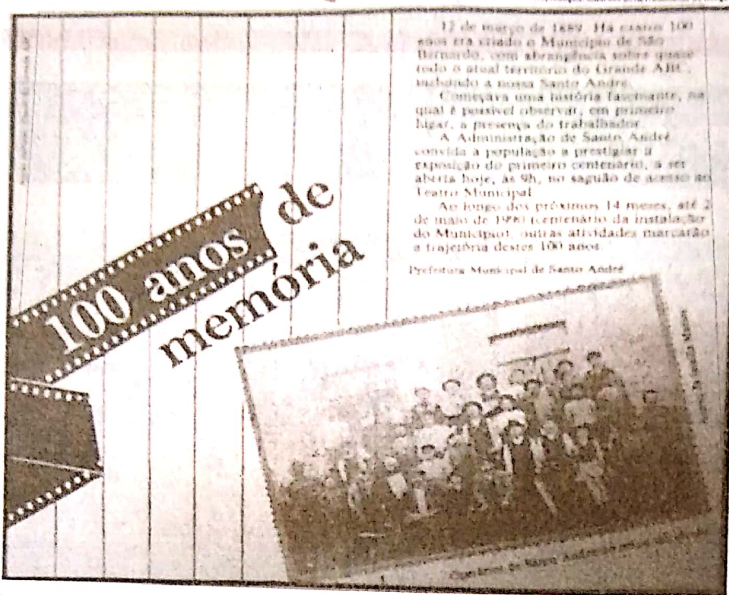 12 de março de 1889. Há exatos 100
anos era criado o Município de São
Bernardo, com abrangência sobre quase
todo o atual território do Grande ABC,
incluindo a nossa Santo André.
Começava uma história fascinante, na
qual é possível observar, em primeiro
lugar, a presença do trabalhador.
A Administração de Santo André
convida a população a prestigiar a
exposição do primeiro centenário, a ser
aberta hoje, às 9h, no saguão de acesso ao
Teatro Municipal.
Ao longo dos próximos 14 meses, até 2
de maio de 1990 (centenário da instalação
do Município), outras atividades marcarão
a trajetória destes 100 anos.
Prefeitura Municipal de Santo André
100 anos de
memória
de Santo André